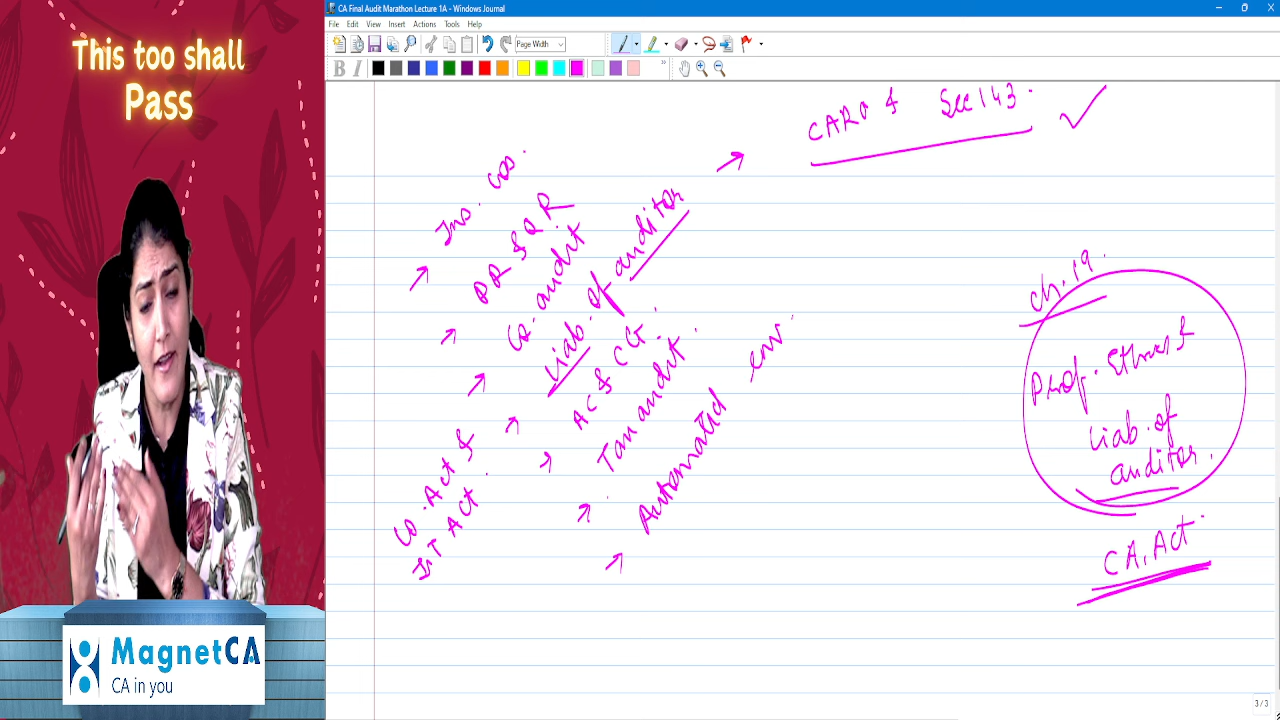 This too shall
Pass
MagnetCA
CA in you
CA Final Audit Marathon Lecture 1A - Windows Journal
File Edit View Insert Actions Tools Help
Page Width
B I
CARO & Sec 143.
→ Ins. Cos.
→ PR & QR
→ Co. audit
→ Liab. of auditor →
→ AC & CG.
→ Tax audit.
→ Automated env.
Co. Act &
IT Act.
Ch. 19.
Prof. Ethics &
Liab. of
auditor.
CA. Act.
3/3